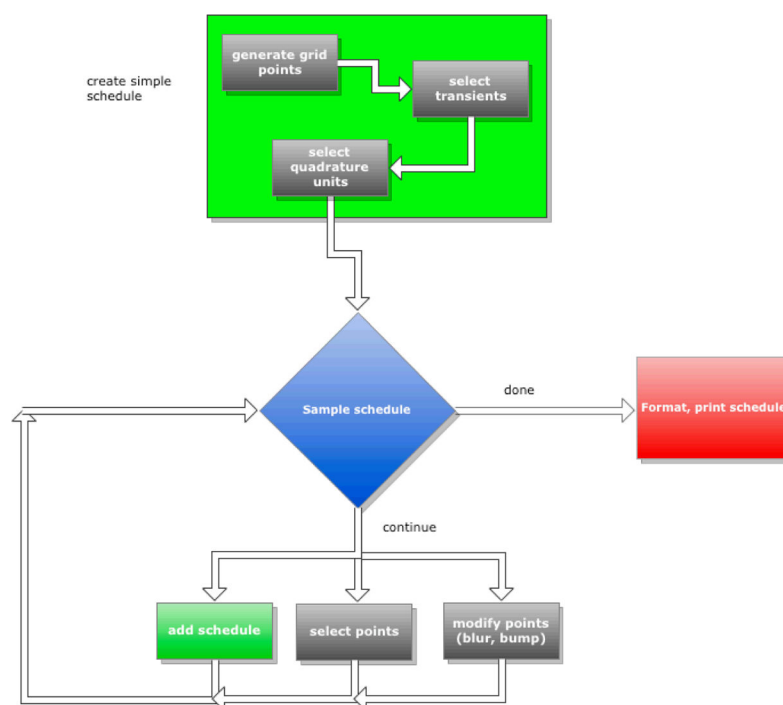 generate grid
points
create simple
schedule
select
transients
select
quadrature
units
Sample schedule
done
Format, print schedule
continue
add schedule
select points
modify points
(blur, bump)